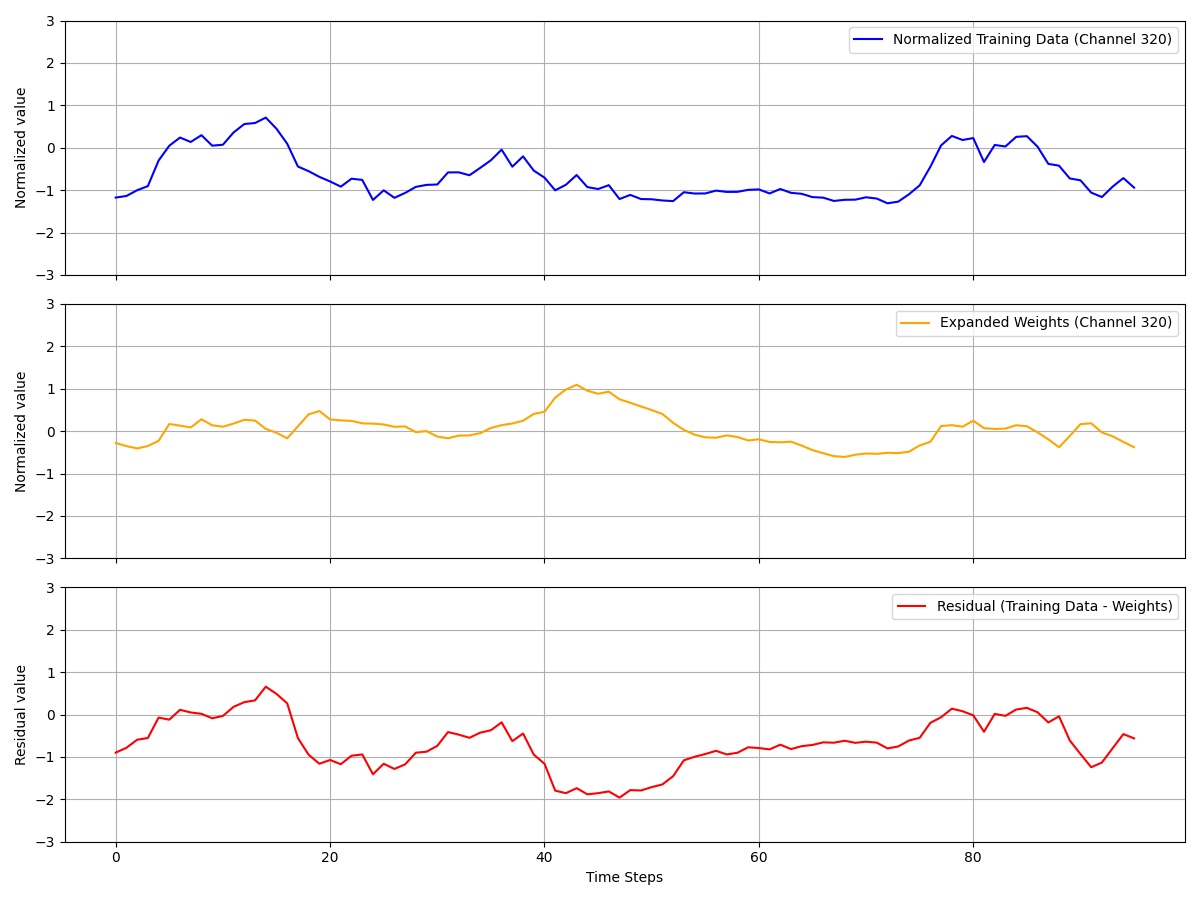 3
2
1
0
−1
−2
−3
Normalized value
Normalized Training Data (Channel 320)
3
2
1
0
−1
−2
−3
Normalized value
Expanded Weights (Channel 320)
3
2
1
0
−1
−2
−3
Residual value
Residual (Training Data - Weights)
0 20 40 60 80
Time Steps